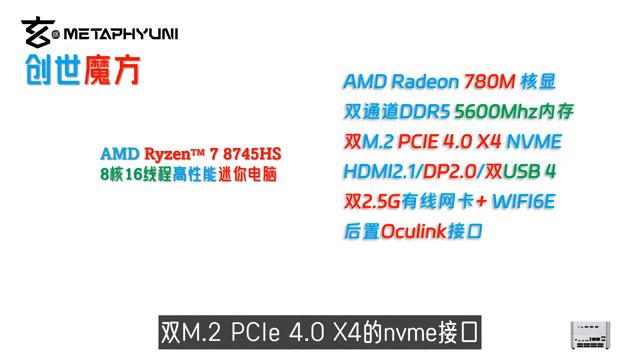 玄 METAPHYUNI
创世魔方
AMD Ryzen™ 7 8745HS
8核16线程高性能迷你电脑
AMD Radeon 780M 核显
双通道DDR5 5600Mhz内存
双M.2 PCIE 4.0 X4 NVME
HDMI2.1/DP2.0/双USB 4
双2.5G有线网卡+ WIFI6E
后置Oculink接口
双M.2 PCIe 4.0 X4的nvme接口